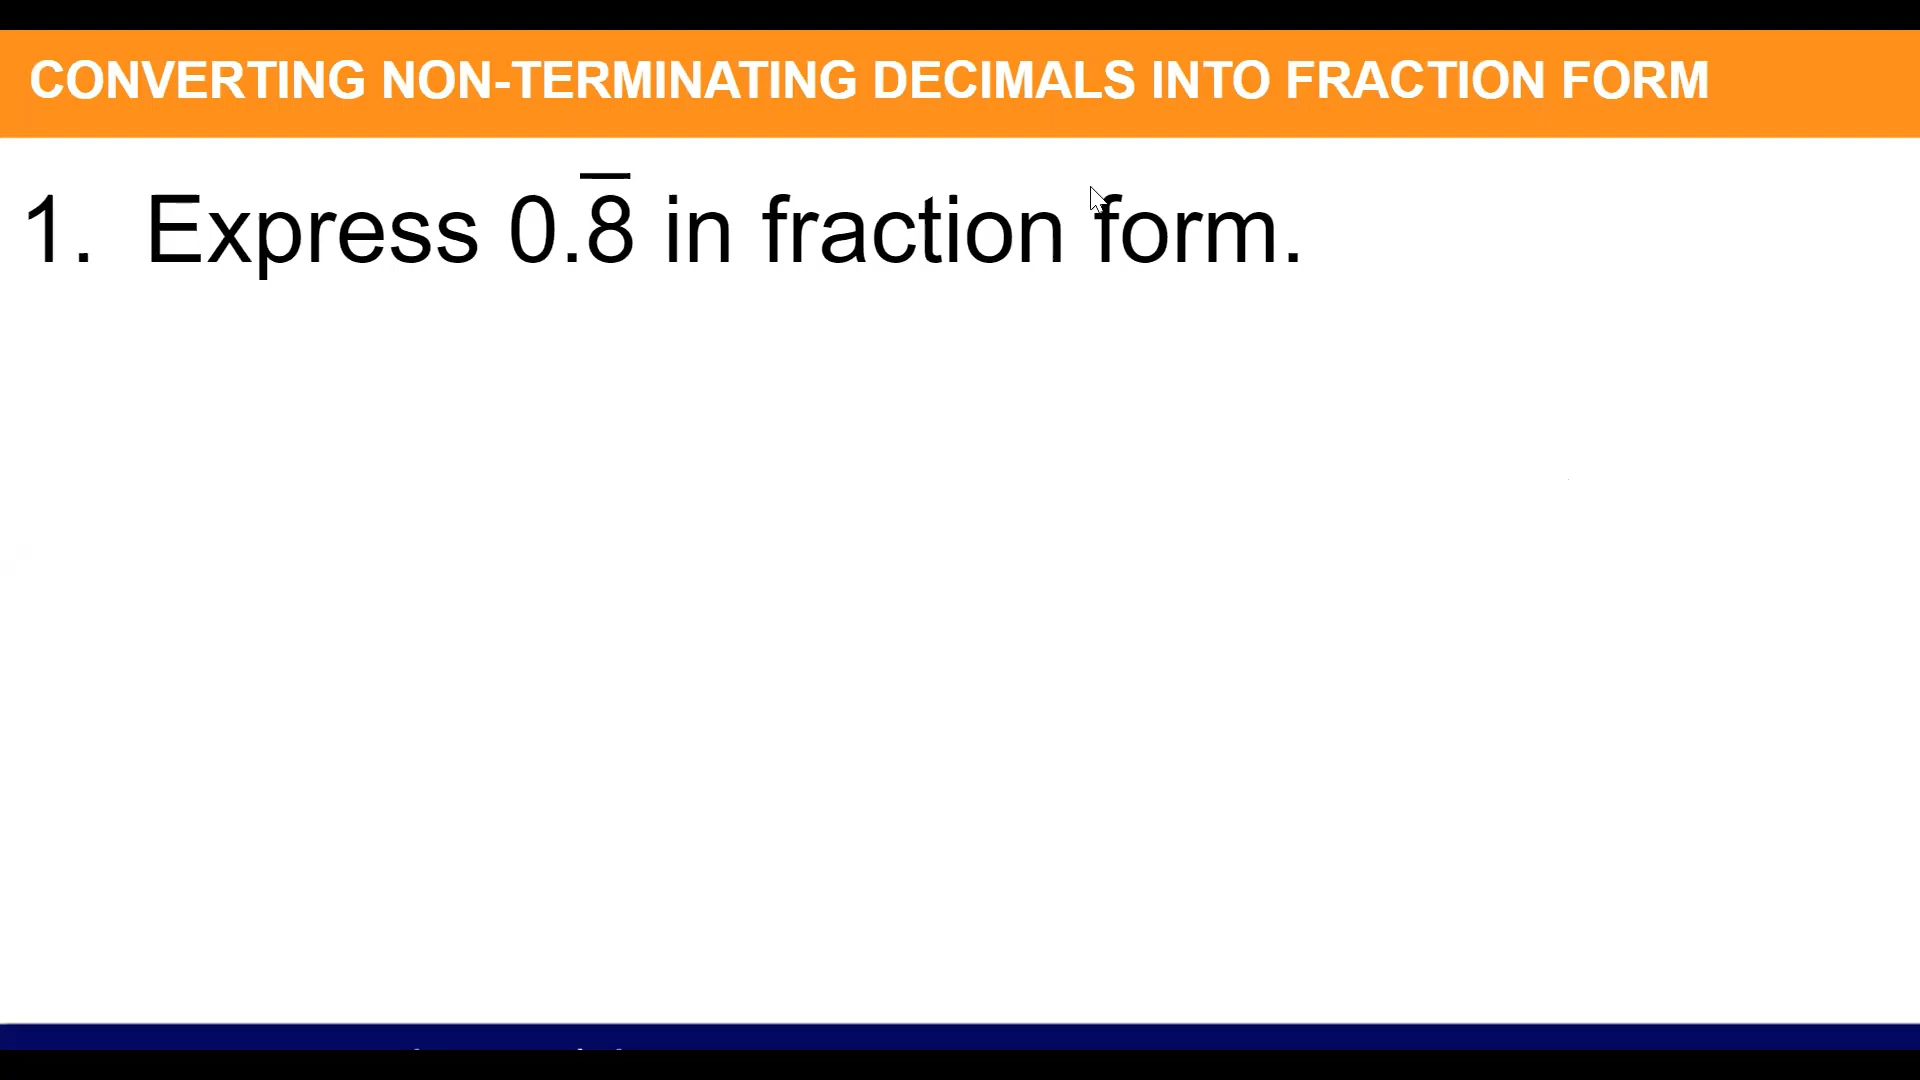 CONVERTING NON-TERMINATING DECIMALS INTO FRACTION FORM
1. Express 0.8̅ in fraction form.